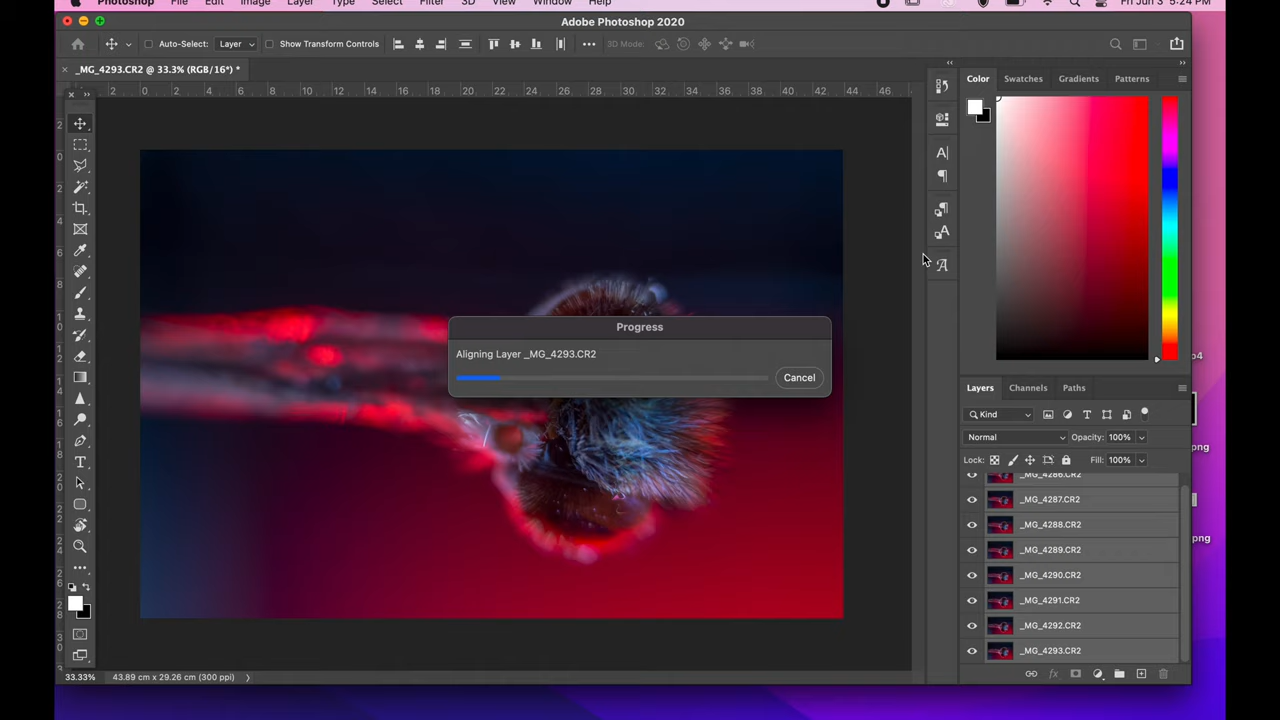 Photoshop File Edit Image Layer Type Select Filter 3D View Window Help Fri Jun 3 5:24 PM
Adobe Photoshop 2020
Auto-Select: Layer Show Transform Controls 3D Mode:
_MG_4293.CR2 @ 33.3% (RGB/16*) *
0 2 4 6 8 10 12 14 16 18 20 22 24 26 28 30 32 34 36 38 40 42 44 46
Color Swatches Gradients Patterns
Progress
Aligning Layer _MG_4293.CR2
Cancel
Layers Channels Paths
Kind
Normal Opacity: 100%
Lock: Fill: 100%
_MG_4286.CR2
_MG_4287.CR2
_MG_4288.CR2
_MG_4289.CR2
_MG_4290.CR2
_MG_4291.CR2
_MG_4292.CR2
_MG_4293.CR2
33.33% 43.89 cm x 29.26 cm (300 ppi)
p4
png
png